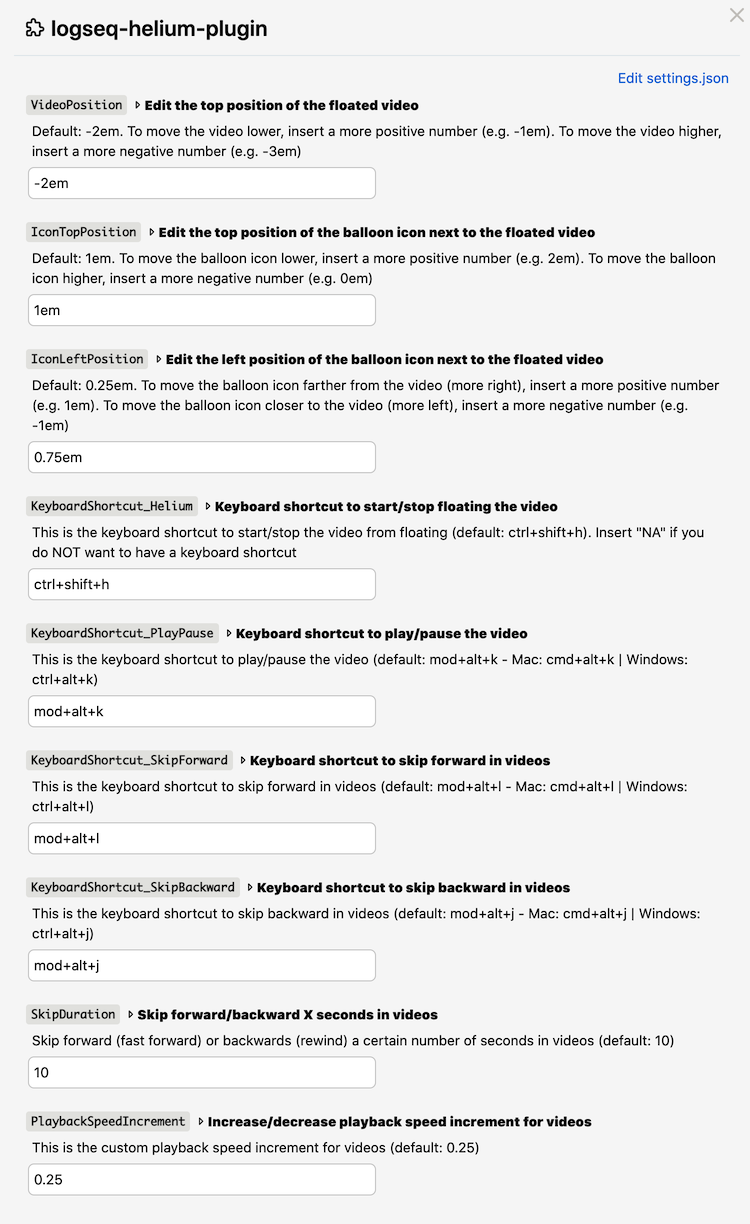 logseq-helium-plugin
Edit settings.json
VideoPosition Edit the top position of the floated video
Default: -2em. To move the video lower, insert a more positive number (e.g. -1em). To move the video higher,
insert a more negative number (e.g. -3em)
-2em
IconTopPosition Edit the top position of the balloon icon next to the floated video
Default: 1em. To move the balloon icon lower, insert a more positive number (e.g. 2em). To move the balloon
icon higher, insert a more negative number (e.g. 0em)
1em
IconLeftPosition Edit the left position of the balloon icon next to the floated video
Default: 0.25em. To move the balloon icon farther from the video (more right), insert a more positive number
(e.g. 1em). To move the balloon icon closer to the video (more left), insert a more negative number (e.g.
-1em)
0.75em
KeyboardShortcut_Helium Keyboard shortcut to start/stop floating the video
This is the keyboard shortcut to start/stop the video from floating (default: ctrl+shift+h). Insert "NA" if you
do NOT want to have a keyboard shortcut
ctrl+shift+h
KeyboardShortcut_PlayPause Keyboard shortcut to play/pause the video
This is the keyboard shortcut to play/pause the video (default: mod+alt+k - Mac: cmd+alt+k | Windows:
ctrl+alt+k)
mod+alt+k
KeyboardShortcut_SkipForward Keyboard shortcut to skip forward in videos
This is the keyboard shortcut to skip forward in videos (default: mod+alt+l - Mac: cmd+alt+l | Windows:
ctrl+alt+l)
mod+alt+l
KeyboardShortcut_SkipBackward Keyboard shortcut to skip backward in videos
This is the keyboard shortcut to skip backward in videos (default: mod+alt+j - Mac: cmd+alt+j | Windows:
ctrl+alt+j)
mod+alt+j
SkipDuration Skip forward/backward X seconds in videos
Skip forward (fast forward) or backwards (rewind) a certain number of seconds in videos (default: 10)
10
PlaybackSpeedIncrement Increase/decrease playback speed increment for videos
This is the custom playback speed increment for videos (default: 0.25)
0.25